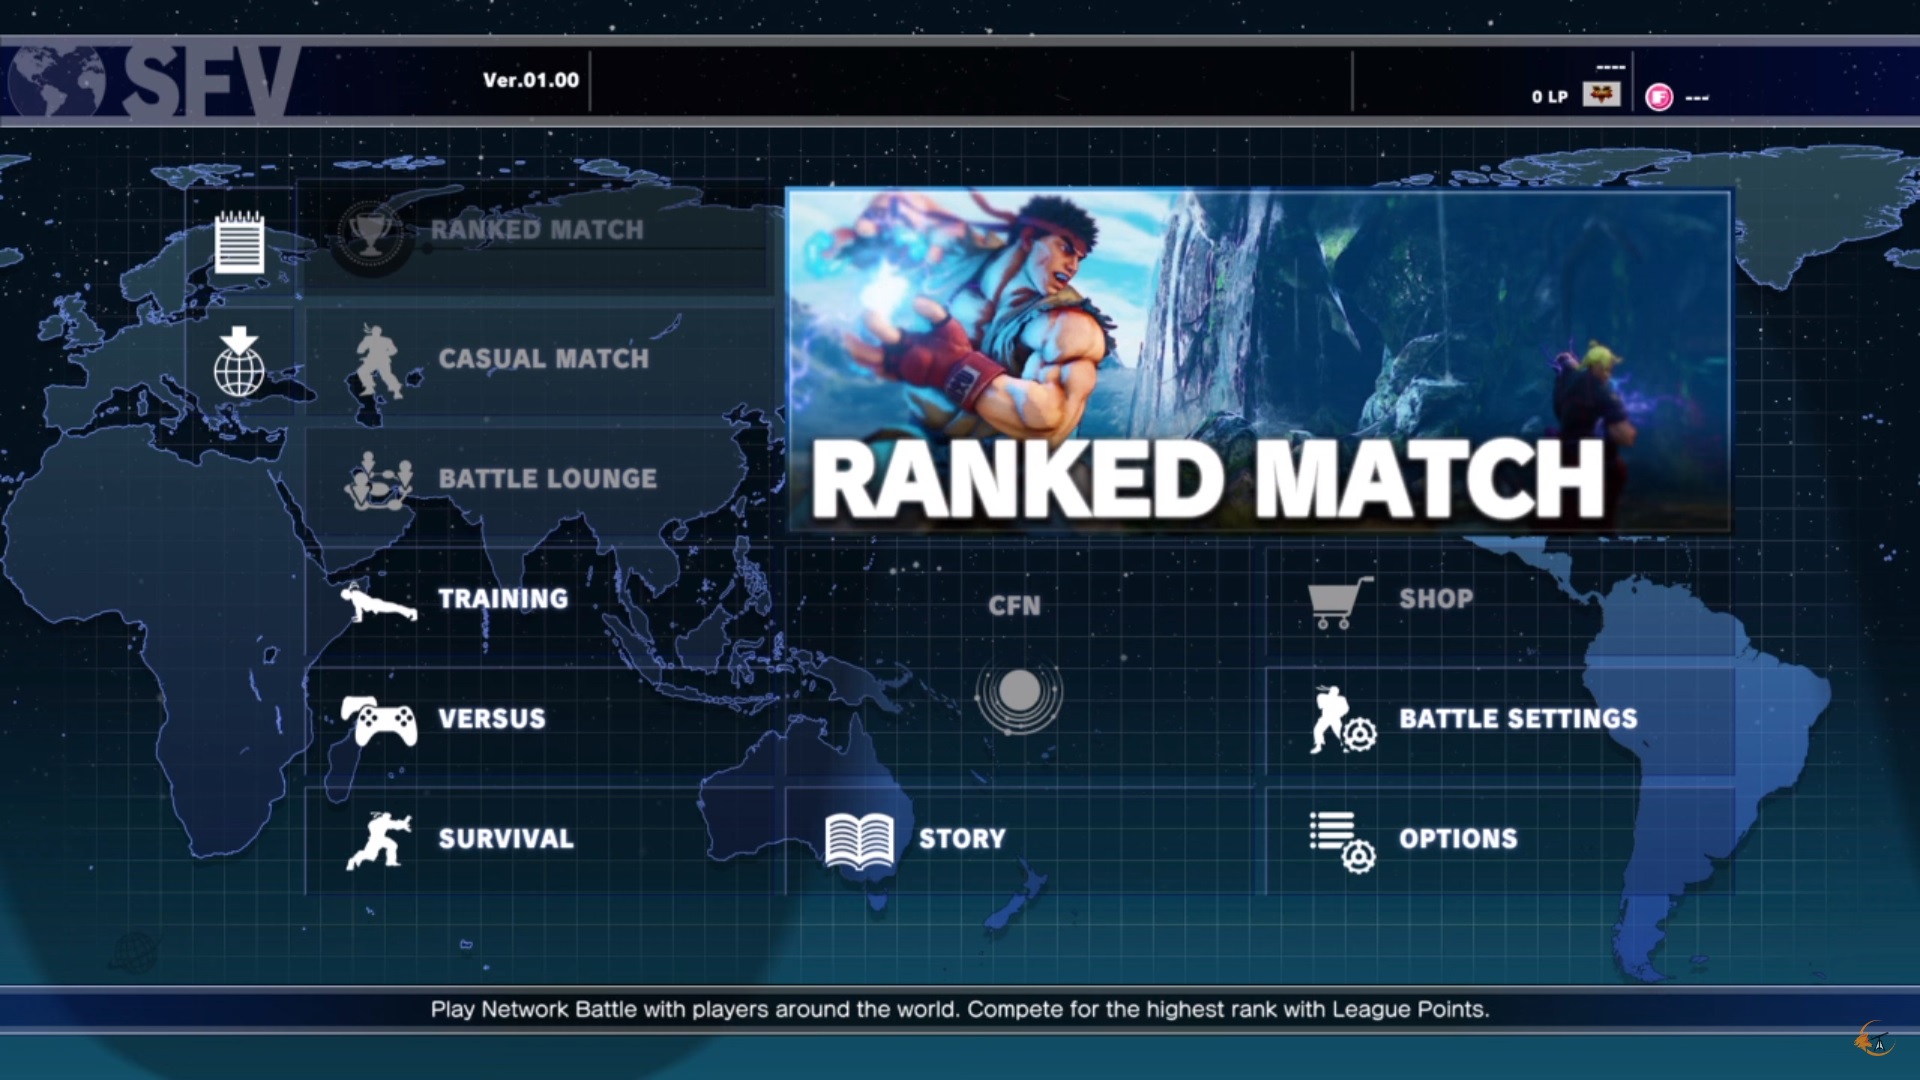 SFV
Ver.01.00
----
0 LP
F ---
RANKED MATCH
CASUAL MATCH
BATTLE LOUNGE
RANKED MATCH
TRAINING
CFN
SHOP
VERSUS
BATTLE SETTINGS
SURVIVAL
STORY
OPTIONS
Play Network Battle with players around the world. Compete for the highest rank with League Points.